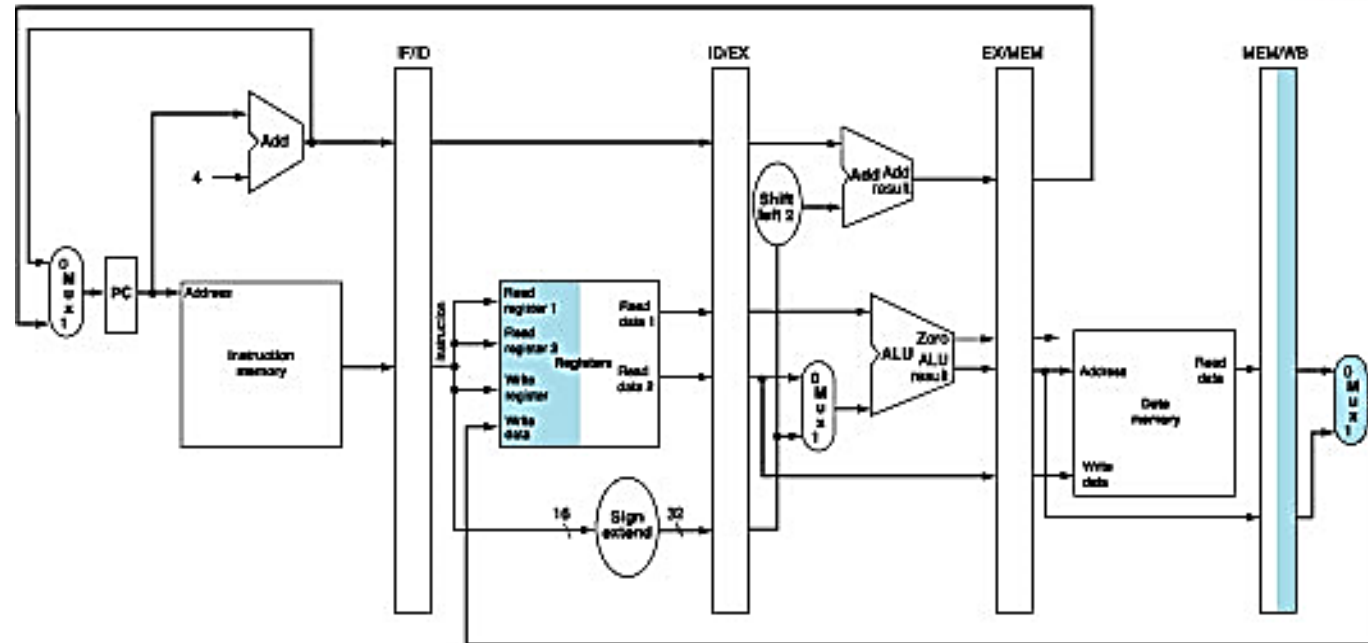 IF/ID
ID/EX
EX/MEM
MEM/WB
Add
4
Add Add
result
Shift
left 2
0
M
u
x
1
PC
Address
Instruction
memory
Instruction
Read
register 1
Read
register 2
Registers
Write
register
Write
data
Read
data 1
Read
data 2
0
M
u
x
1
Zero
ALU
ALU
result
Address
Read
data
Data
memory
Write
data
0
M
u
x
1
16
Sign
extend
32